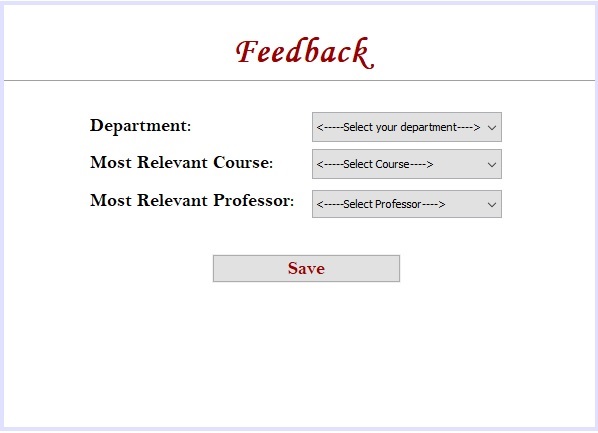 Feedback
Department: <-----Select your department---->
Most Relevant Course: <-----Select Course---->
Most Relevant Professor: <-----Select Professor---->
Save